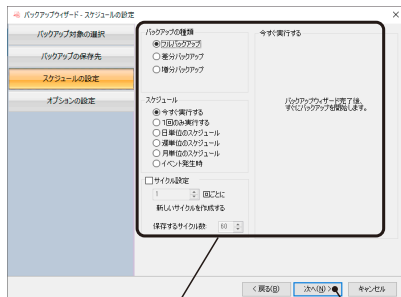 バックアップウィザード - スケジュールの設定
バックアップ対象の選択
バックアップの保存先
スケジュールの設定
オプションの設定
バックアップの種類
フルバックアップ
差分バックアップ
増分バックアップ
スケジュール
今すぐ実行する
1回のみ実行する
日単位のスケジュール
週単位のスケジュール
月単位のスケジュール
イベント発生時
サイクル設定
1 回ごとに
新しいサイクルを作成する
保存するサイクル数: 60
今すぐ実行する
バックアップウィザード完了後、
すぐにバックアップを開始します。
< 戻る(B)
次へ(N) >
キャンセル